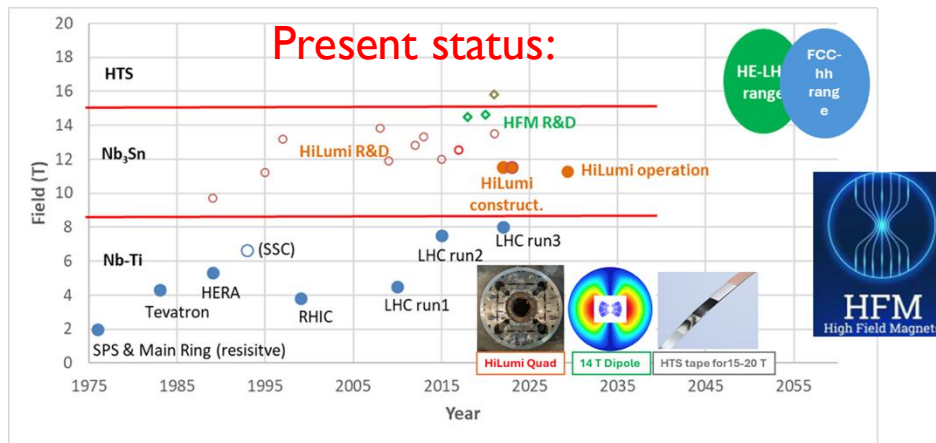 Present status:
20
18
16
14
12
10
8
6
4
2
0
Field (T)
HTS
Nb₃Sn
Nb-Ti
HiLumi R&D
HFM R&D
HiLumi
construct.
HiLumi operation
(SSC)
HERA
Tevatron
SPS & Main Ring (resisitve)
RHIC
LHC run1
LHC run2
LHC run3
HE-LH
range
FCC-
hh
rang
e
HiLumi Quad
14 T Dipole
HTS tape for15-20 T
HFM
High Field Magnets
1975
1985
1995
2005
2015
2025
2035
2045
2055
Year